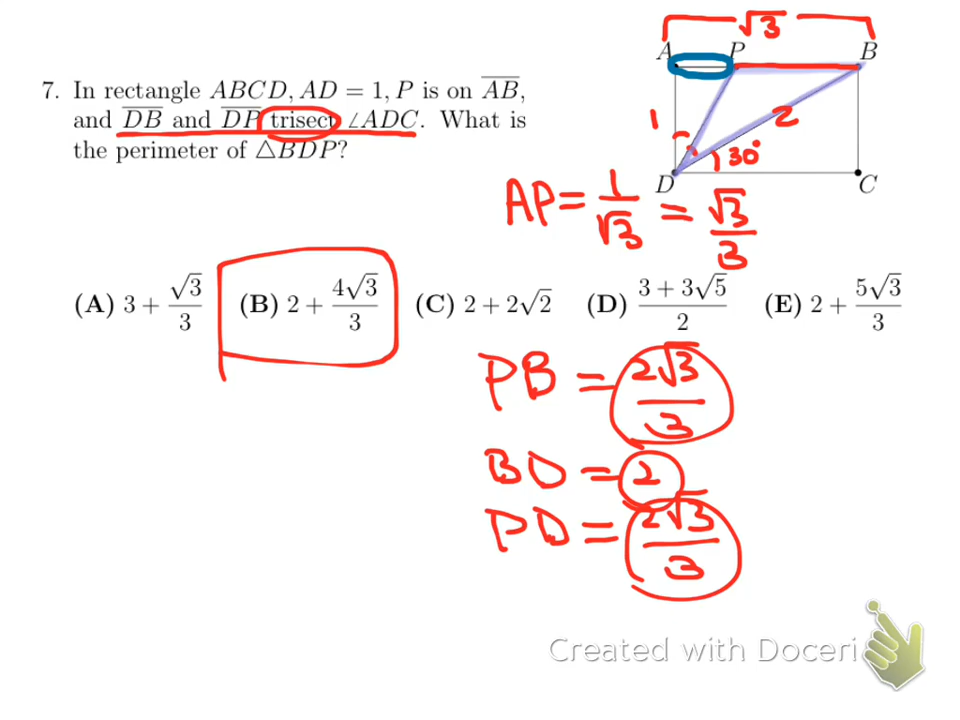 √3
A P B
7. In rectangle ABCD, AD = 1, P is on AB,
and DB and DP trisect ∠ADC. What is
the perimeter of △BDP?
1 2 30°
D C
AP = 1/√3 = √3/3
(A) 3 + √3/3 (B) 2 + 4√3/3 (C) 2 + 2√2 (D) (3 + 3√5)/2 (E) 2 + 5√3/3
PB = 2√3/3
BD = 2
PD = 2√3/3
Created with Doceri